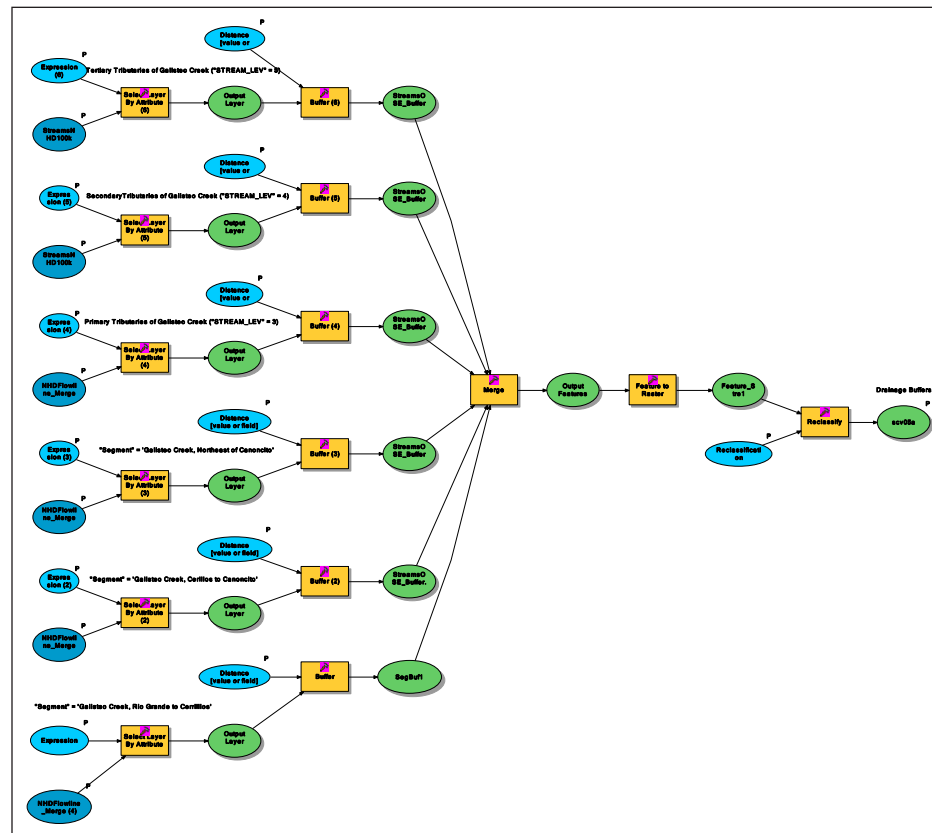 P
Distance
[value or
P
Expression
(6)
Tertiary Tributaries of Galisteo Creek ("STREAM_LEV" = 5)
Select Layer
By Attribute
(6)
Output
Layer
Buffer (6)
StreamsO
SE_Buffer
P
StreamsN
HD100k
P
Distance
[value or
P
Expres
sion (5)
SecondaryTributaries of Galisteo Creek ("STREAM_LEV" = 4)
Select Layer
By Attribute
(5)
Output
Layer
Buffer (5)
StreamsO
SE_Buffer
P
StreamsN
HD100k
P
Distance
[value or
P
Expres
sion (4)
Primary Tributaries of Galisteo Creek ("STREAM_LEV" = 3)
Select Layer
By Attribute
(4)
Output
Layer
Buffer (4)
StreamsO
SE_Buffer
P
NHDFlowli
ne_Merge
Merge
Output
Features
Feature to
Raster
Feature_S
tre1
Drainage Buffers
P
Reclassify
scv08a
P
Reclassificati
on
P
Distance
[value or field]
P
Expres
sion (3)
"Segment" = 'Galisteo Creek, Northeast of Canoncito'
Select Layer
By Attribute
(3)
Output
Layer
Buffer (3)
StreamsO
SE_Buffer
P
NHDFlowli
ne_Merge
P
Distance
[value or field]
P
Expres
sion (2)
"Segment" = 'Galisteo Creek, Cerillos to Canoncito'
Select Layer
By Attribute
(2)
Output
Layer
Buffer (2)
StreamsO
SE_Buffer.
P
NHDFlowli
ne_Merge
P
Distance
[value or field]
Buffer
SegBuf1
"Segment" = 'Galisteo Creek, Rio Grande to Cerrillos'
P
Expression
Select Layer
By Attribute
Output
Layer
P
NHDFlowline
_Merge (4)